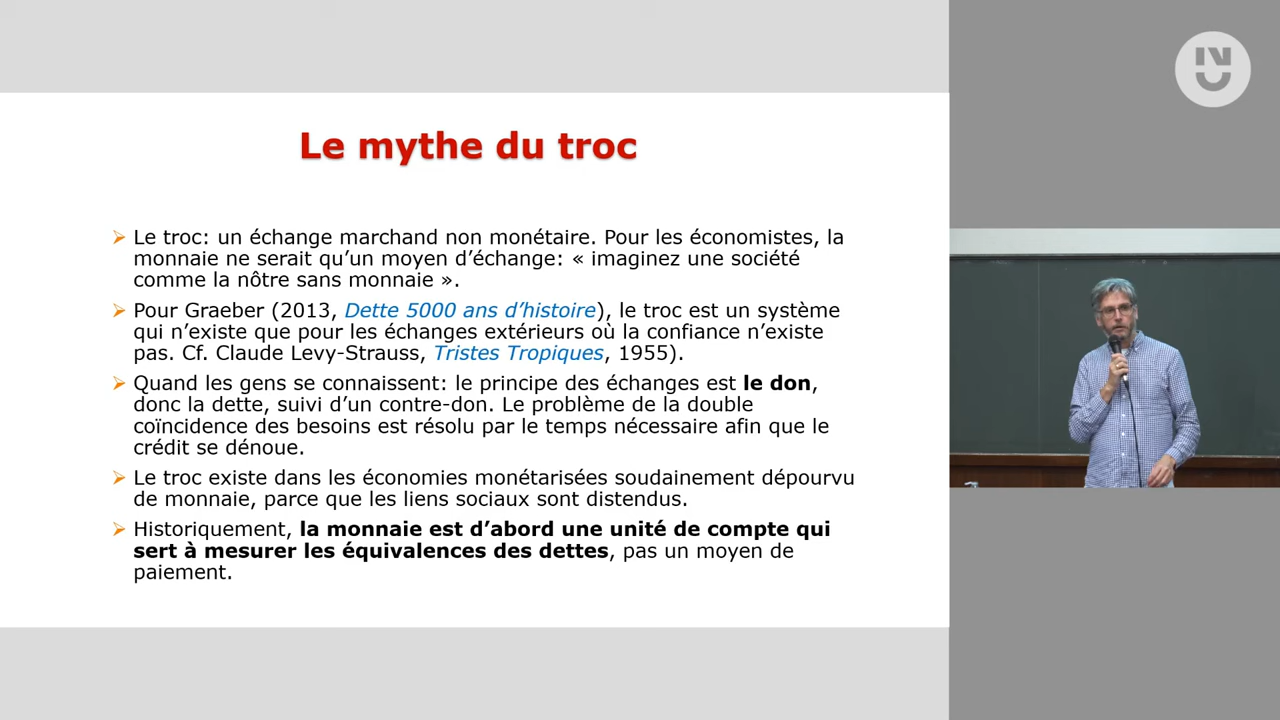 Le mythe du troc
➢ Le troc: un échange marchand non monétaire. Pour les économistes, la
monnaie ne serait qu’un moyen d’échange: « imaginez une société
comme la nôtre sans monnaie ».
➢ Pour Graeber (2013, Dette 5000 ans d’histoire), le troc est un système
qui n’existe que pour les échanges extérieurs où la confiance n’existe
pas. Cf. Claude Levy-Strauss, Tristes Tropiques, 1955).
➢ Quand les gens se connaissent: le principe des échanges est le don,
donc la dette, suivi d’un contre-don. Le problème de la double
coïncidence des besoins est résolu par le temps nécessaire afin que le
crédit se dénoue.
➢ Le troc existe dans les économies monétarisées soudainement dépourvu
de monnaie, parce que les liens sociaux sont distendus.
➢ Historiquement, la monnaie est d’abord une unité de compte qui
sert à mesurer les équivalences des dettes, pas un moyen de
paiement.